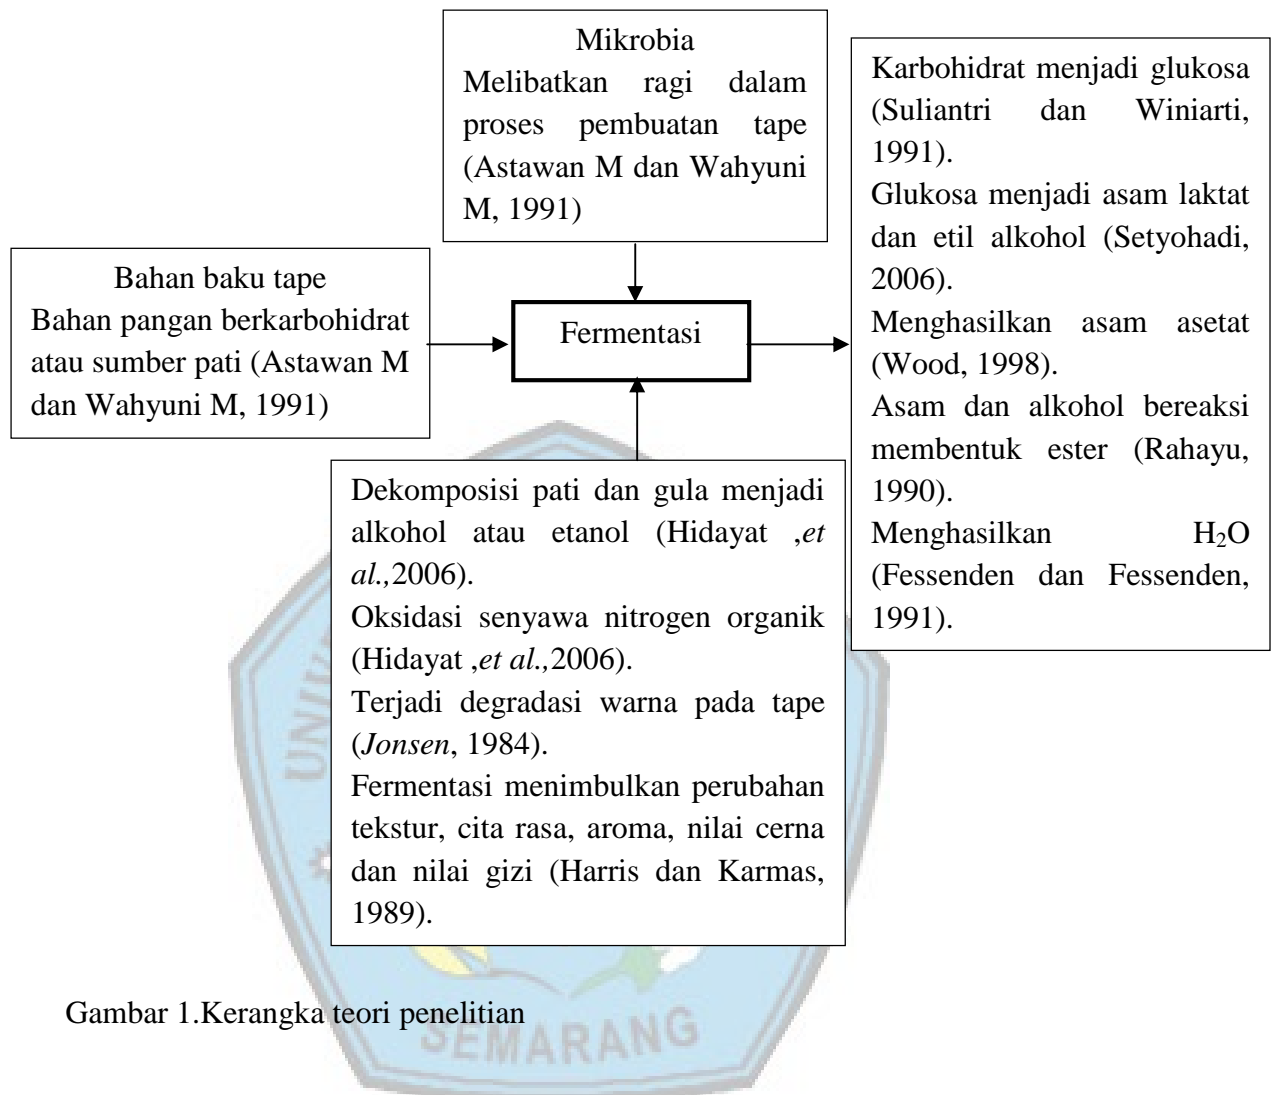 Mikrobia
Melibatkan ragi dalam
proses pembuatan tape
(Astawan M dan Wahyuni
M, 1991)
Karbohidrat menjadi glukosa
(Suliantri dan Winiarti,
1991).
Glukosa menjadi asam laktat
dan etil alkohol (Setyohadi,
2006).
Menghasilkan asam asetat
(Wood, 1998).
Asam dan alkohol bereaksi
membentuk ester (Rahayu,
1990).
Menghasilkan H₂O
(Fessenden dan Fessenden,
1991).
Bahan baku tape
Bahan pangan berkarbohidrat
atau sumber pati (Astawan M
dan Wahyuni M, 1991)
Fermentasi
Dekomposisi pati dan gula menjadi
alkohol atau etanol (Hidayat ,et
al.,2006).
Oksidasi senyawa nitrogen organik
(Hidayat ,et al.,2006).
Terjadi degradasi warna pada tape
(Jonsen, 1984).
Fermentasi menimbulkan perubahan
tekstur, cita rasa, aroma, nilai cerna
dan nilai gizi (Harris dan Karmas,
1989).
Gambar 1.Kerangka teori penelitian
SEMARANG